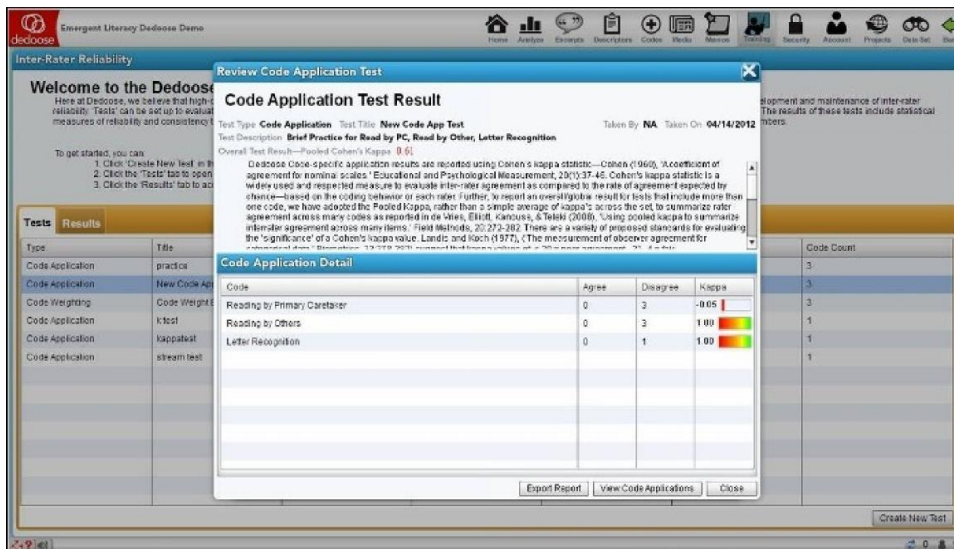 dedoose
Emergent Literacy Dedoose Demo
Home Analyze Excerpts Descriptors Codes Media Memos Training Security Account Projects Data Set
Inter-Rater Reliability
Welcome to the Dedoose
Here at Dedoose, we believe that high-
reliability. Tests' can be set up to evaluat
measures of reliability and consistency
elopment and maintenance of inter-rater
The results of these tests include statistical
mbers.
To get started, you can:
1. Click 'Create New Test' in th
2. Click the 'Tests' tab to open
3. Click the 'Results' tab to ac
Review Code Application Test
Code Application Test Result
Test Type Code Application Test Title New Code App Test Taken By NA Taken On 04/14/2012
Test Description Brief Practice for Read by PC, Read by Other, Letter Recognition
Overall Test Result—Pooled Cohen's Kappa 0.61
Dedoose Code-specific application results are reported using Cohen's kappa statistic—Cohen (1960), 'A coefficient of
agreement for nominal scales.' Educational and Psychological Measurement, 20(1):37-46. Cohen's kappa statistic is a
widely used and respected measure to evaluate inter-rater agreement as compared to the rate of agreement expected by
chance—based on the coding behavior or each rater. Further, to report an overall/global result for tests that include more than
one code, we have adopted the Pooled Kappa, rather than a simple average of kappa's across the set, to summarize rater
agreement across many codes as reported in de Vries, Elliott, Kanouse, & Teleki (2008), 'Using pooled kappa to summarize
interrater agreement across many items.' Field Methods, 20:272-282. There are a variety of proposed standards for evaluating
the 'significance' of a Cohen's kappa value. Landis and Koch (1977), (The measurement of observer agreement for
Code Application Detail
Code Agree Disagree Kappa
Reading by Primary Caretaker 0 3 -0.05
Reading by Others 0 3 1.00
Letter Recognition 0 1 1.00
Export Report View Code Applications Close
Tests Results
Type Title Code Count
Code Application practice 3
Code Application New Code Ap 3
Code Weighting Code Weight 3
Code Application k test 1
Code Application kappatest 1
Code Application stream test 1
Create New Test
0